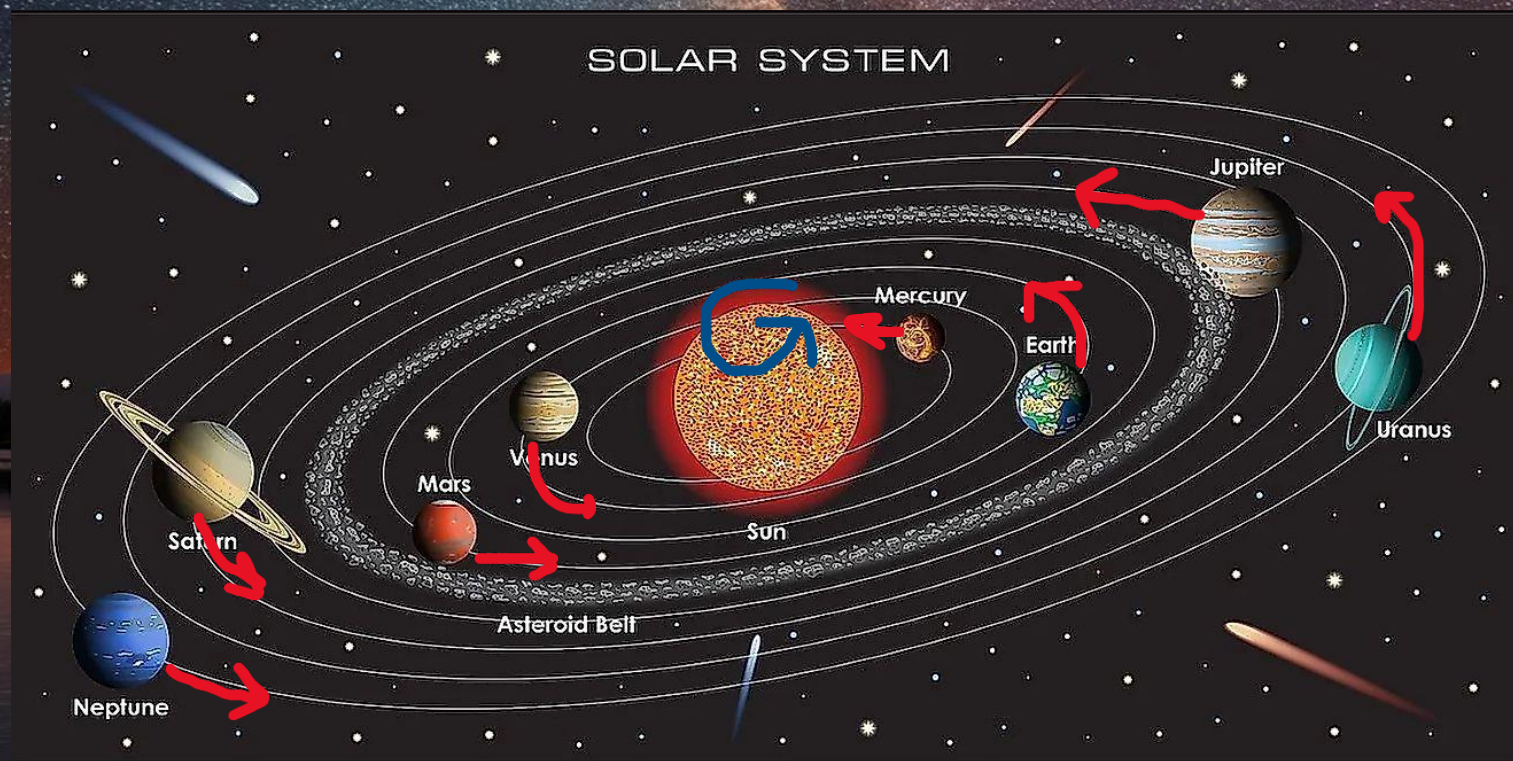 SOLAR SYSTEM
Jupiter
Mercury
Earth
Uranus
Venus
Mars
Sun
Saturn
Asteroid Belt
Neptune